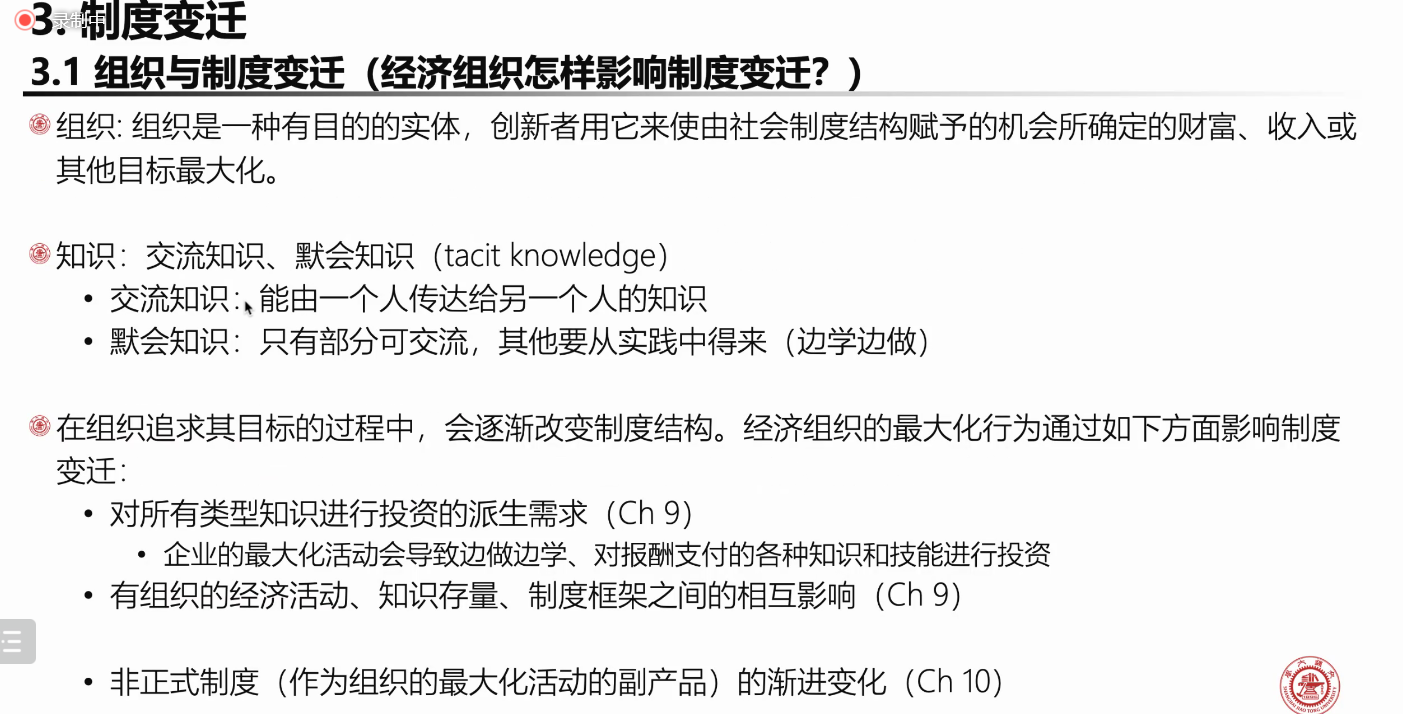 3. 制度变迁
录制中
3.1 组织与制度变迁（经济组织怎样影响制度变迁？）
组织: 组织是一种有目的的实体，创新者用它来使由社会制度结构赋予的机会所确定的财富、收入或
其他目标最大化。
知识：交流知识、默会知识（tacit knowledge）
• 交流知识：能由一个人传达给另一个人的知识
• 默会知识：只有部分可交流，其他要从实践中得来（边学边做）
在组织追求其目标的过程中，会逐渐改变制度结构。经济组织的最大化行为通过如下方面影响制度
变迁：
• 对所有类型知识进行投资的派生需求（Ch 9）
• 企业的最大化活动会导致边做边学、对报酬支付的各种知识和技能进行投资
• 有组织的经济活动、知识存量、制度框架之间的相互影响（Ch 9）
• 非正式制度（作为组织的最大化活动的副产品）的渐进变化（Ch 10）